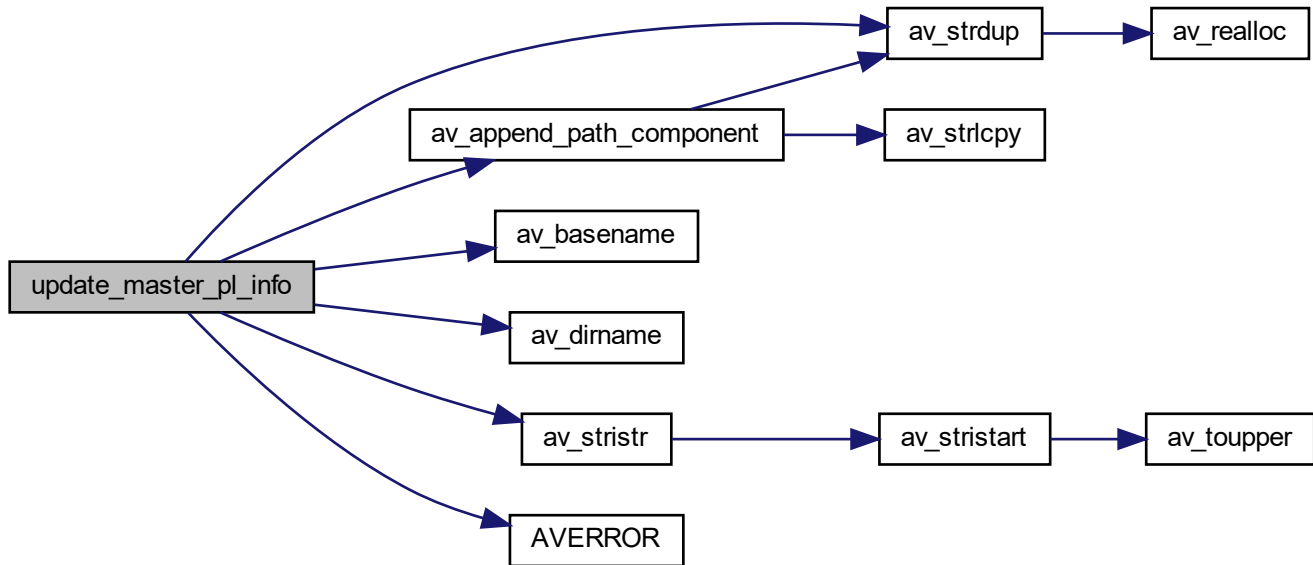 av_strdup
av_realloc
av_append_path_component
av_strlcpy
av_basename
update_master_pl_info
av_dirname
av_stristr
av_stristart
av_toupper
AVERROR